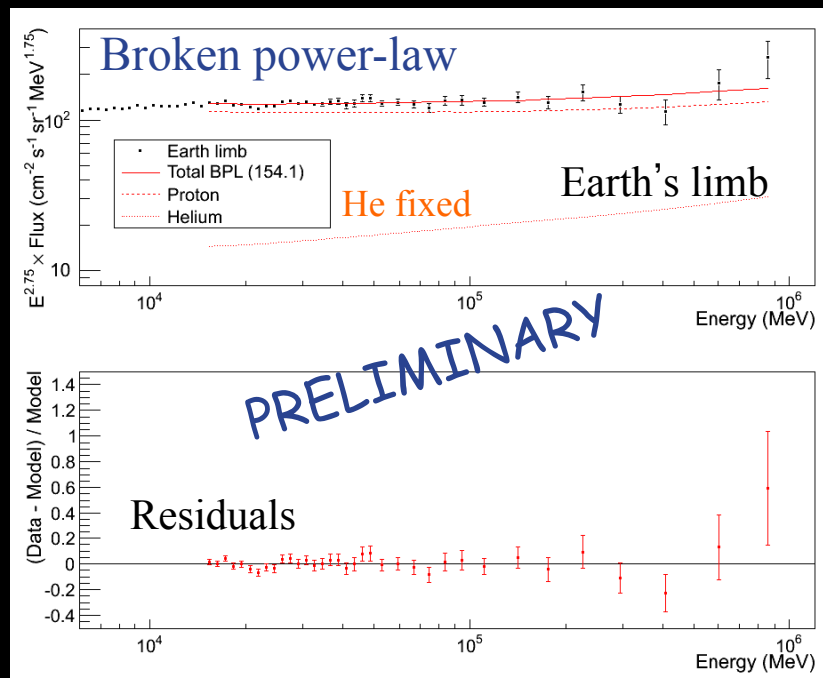 Broken power-law
E^2.75 × Flux (cm^-2 s^-1 sr^-1 MeV^1.75)
10^2
10
Earth limb
Total BPL (154.1)
Proton
Helium
He fixed
Earth's limb
10^4
10^5
10^6
Energy (MeV)
PRELIMINARY
(Data - Model) / Model
1.4
1.2
1
0.8
0.6
0.4
0.2
0
-0.2
-0.4
Residuals
10^4
10^5
10^6
Energy (MeV)